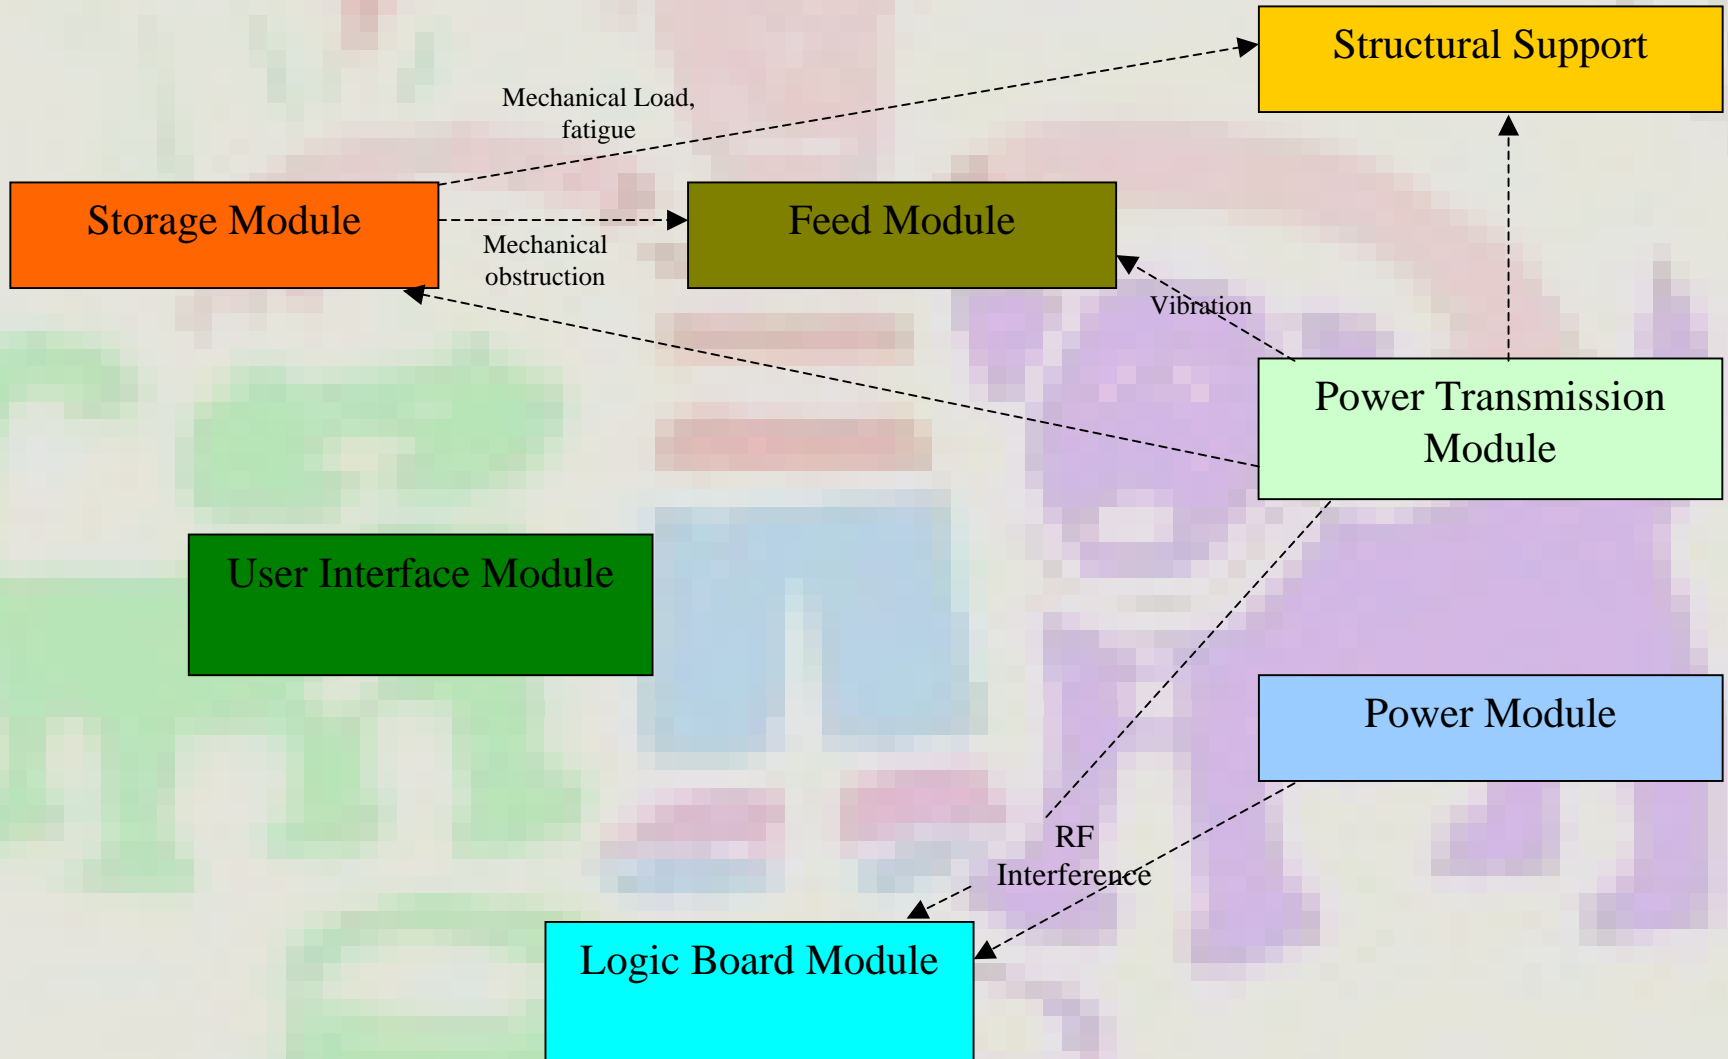 Structural Support
Mechanical Load,
fatigue
Storage Module
Feed Module
Mechanical
obstruction
Vibration
Power Transmission
Module
User Interface Module
Power Module
RF
Interference
Logic Board Module